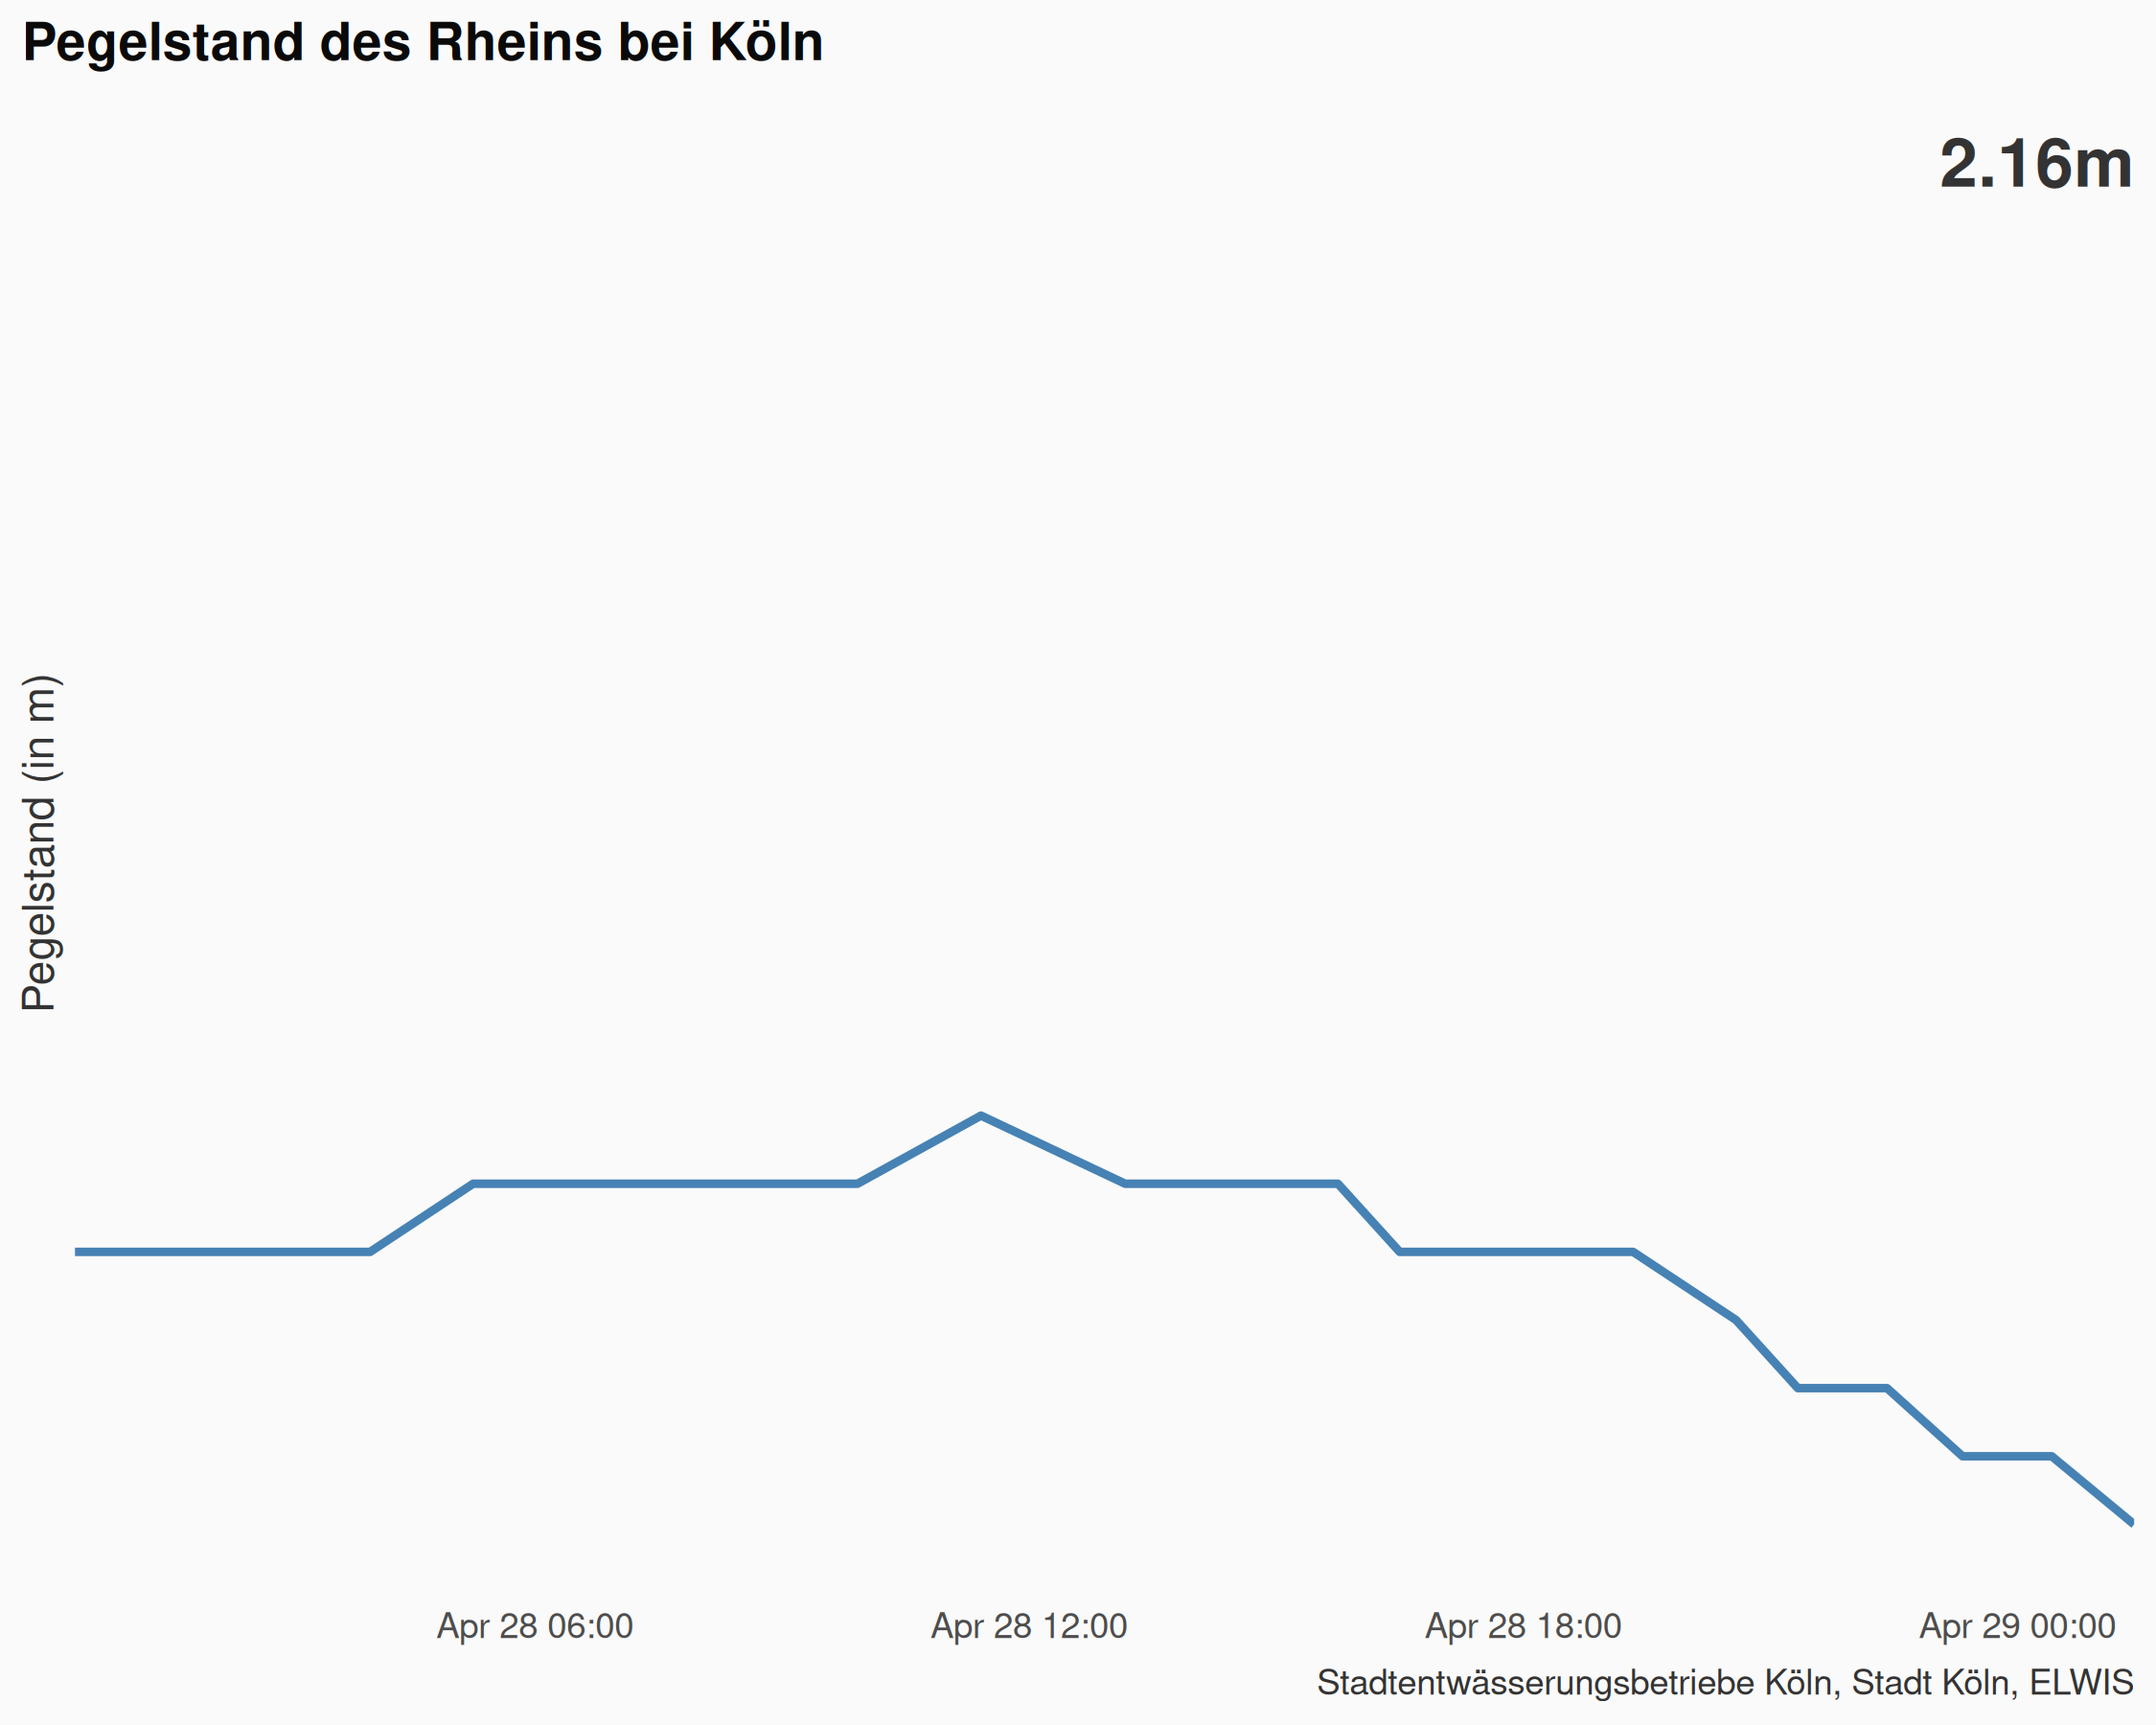 Pegelstand des Rheins bei Köln
2.16m
Pegelstand (in m)
Apr 28 06:00 Apr 28 12:00 Apr 28 18:00 Apr 29 00:00
Stadtentwässerungsbetriebe Köln, Stadt Köln, ELWIS